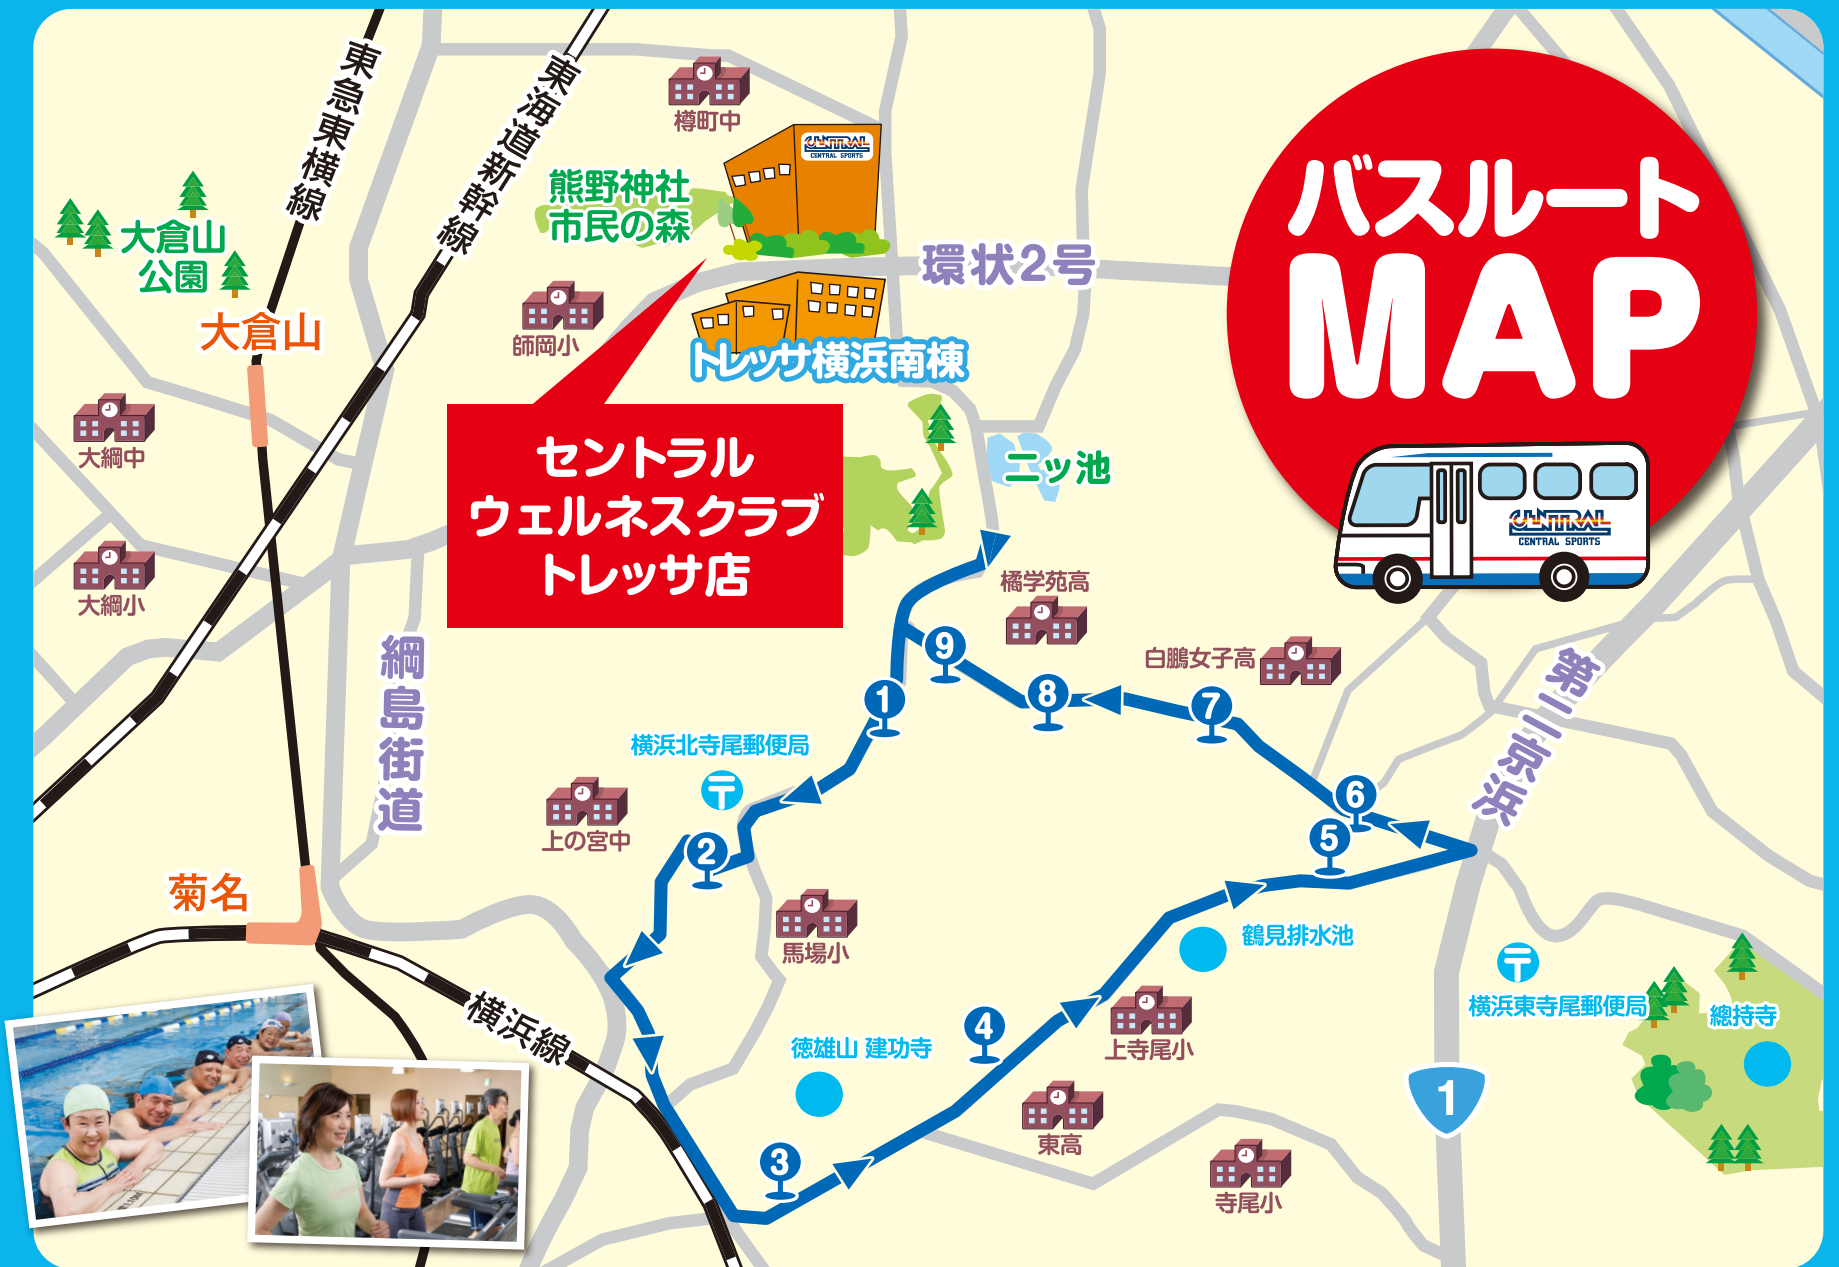 バスルート
MAP
CENTRAL
CENTRAL SPORTS
東急東横線
東海道新幹線
樽町中
CENTRAL
CENTRAL SPORTS
熊野神社
市民の森
大倉山
公園
環状2号
大倉山
師岡小
トレッサ横浜南棟
大綱中
セントラル
ウェルネスクラブ
トレッサ店
二ッ池
大綱小
橘学苑高
綱島街道
白鵬女子高
第二京浜
9
1
8
7
横浜北寺尾郵便局
〒
上の宮中
2
6
5
菊名
馬場小
鶴見排水池
〒
横浜東寺尾郵便局
總持寺
横浜線
徳雄山 建功寺
4
上寺尾小
1
東高
3
寺尾小